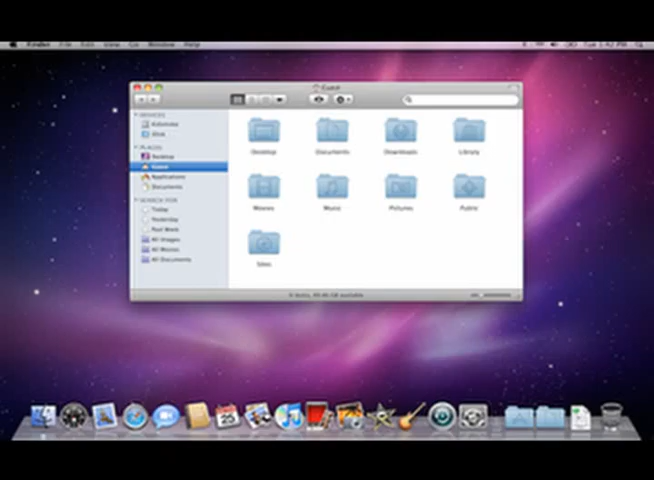 Finder File Edit View Go Window Help
Guest
DEVICES
iDisk
PLACES
Desktop
Guest
Applications
Documents
SEARCH FOR
Today
Yesterday
Past Week
All Images
All Movies
All Documents
Desktop Documents Downloads Library
Movies Music Pictures Public
Sites